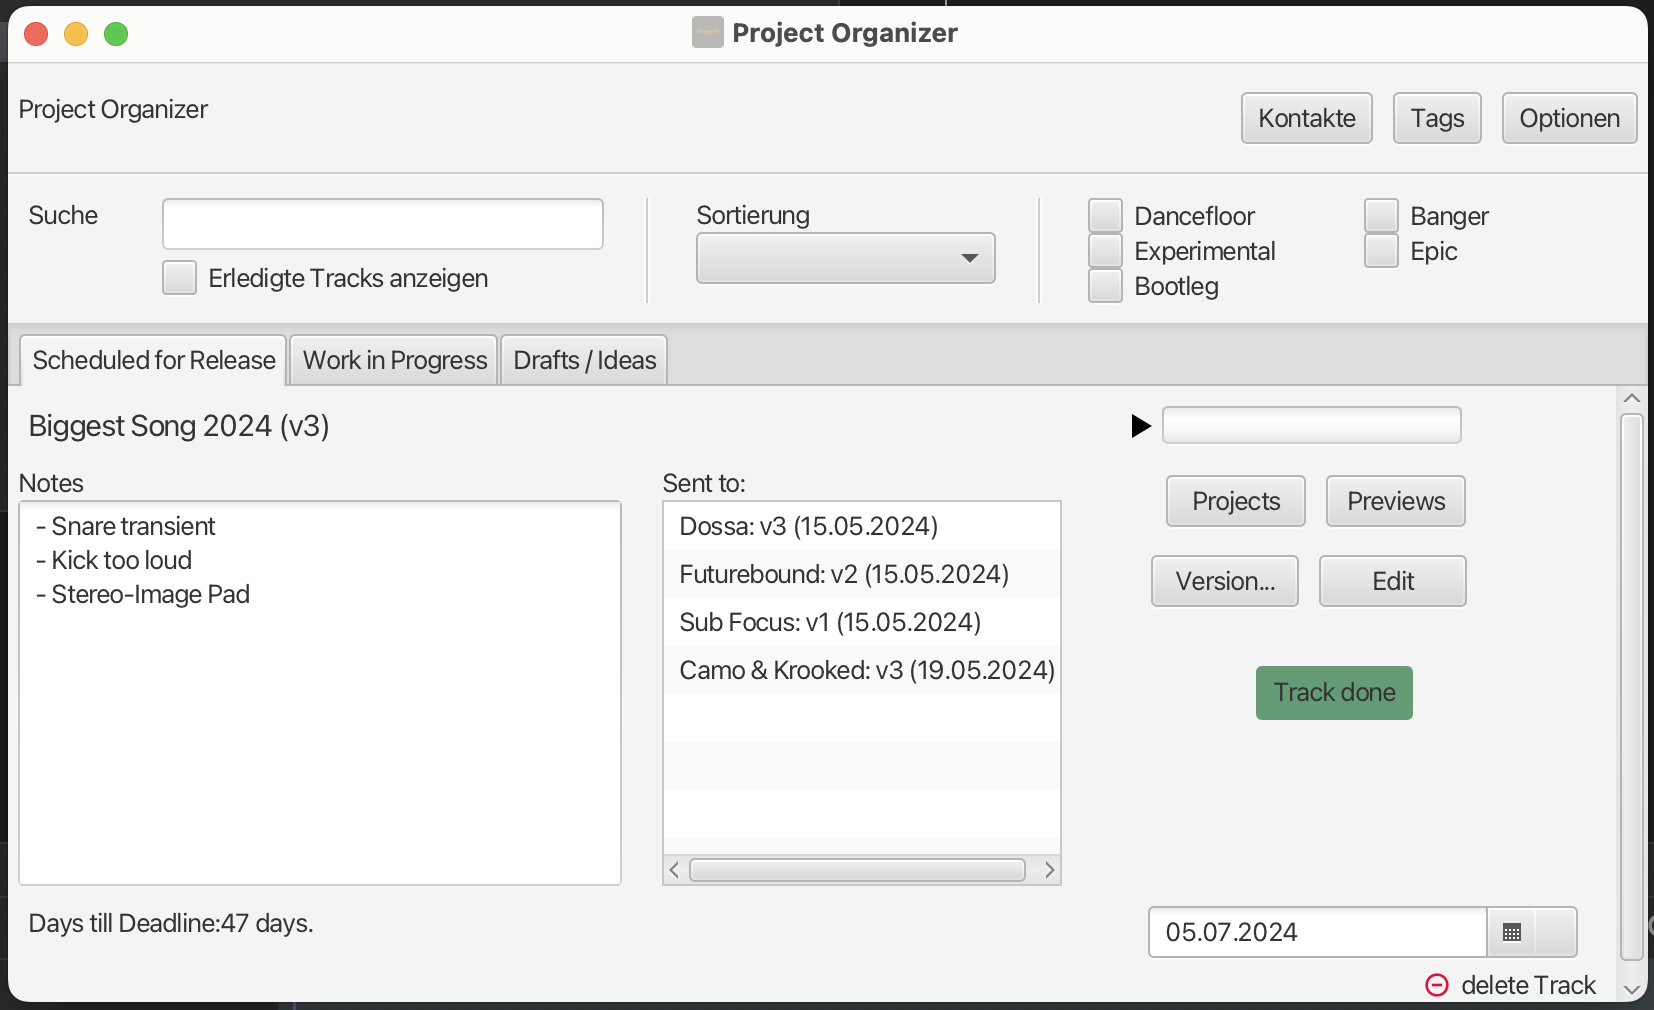 Project Organizer
Project Organizer
Kontakte
Tags
Optionen
Suche
Erledigte Tracks anzeigen
Sortierung
Dancefloor
Banger
Experimental
Epic
Bootleg
Scheduled for Release
Work in Progress
Drafts / Ideas
Biggest Song 2024 (v3)
Notes
- Snare transient
- Kick too loud
- Stereo-Image Pad
Sent to:
Dossa: v3 (15.05.2024)
Futurebound: v2 (15.05.2024)
Sub Focus: v1 (15.05.2024)
Camo & Krooked: v3 (19.05.2024)
Projects
Previews
Version...
Edit
Track done
Days till Deadline:47 days.
05.07.2024
delete Track